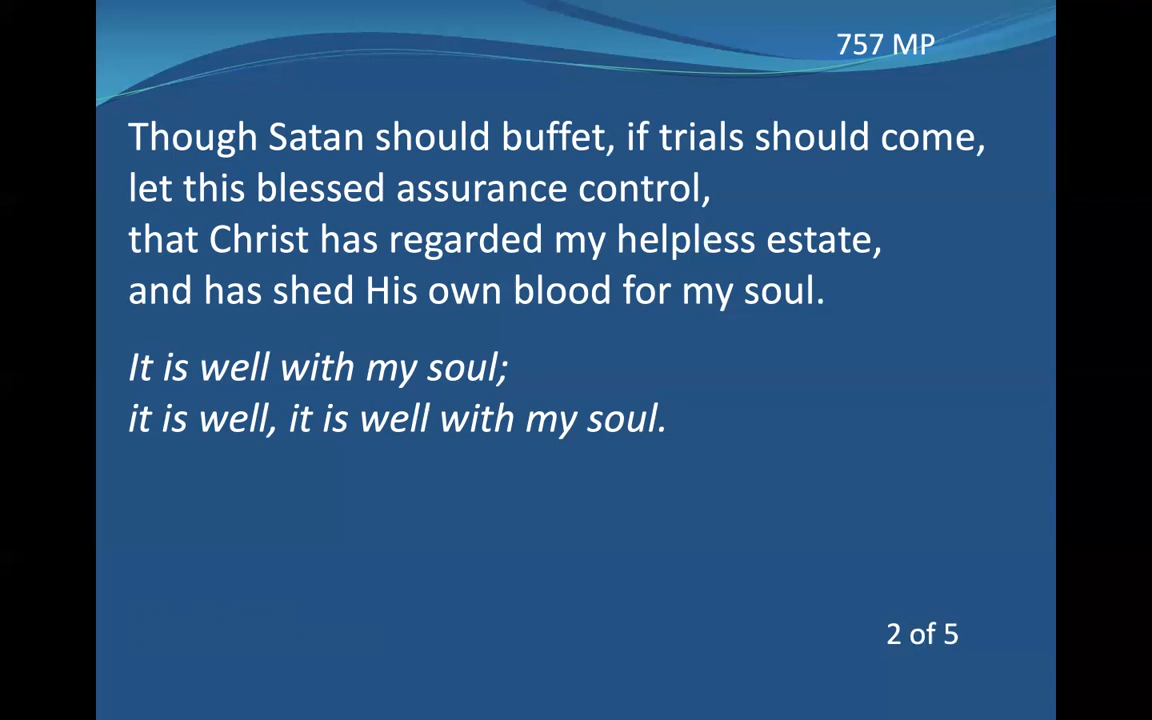 757 MP
Though Satan should buffet, if trials should come,
let this blessed assurance control,
that Christ has regarded my helpless estate,
and has shed His own blood for my soul.
It is well with my soul;
it is well, it is well with my soul.
2 of 5